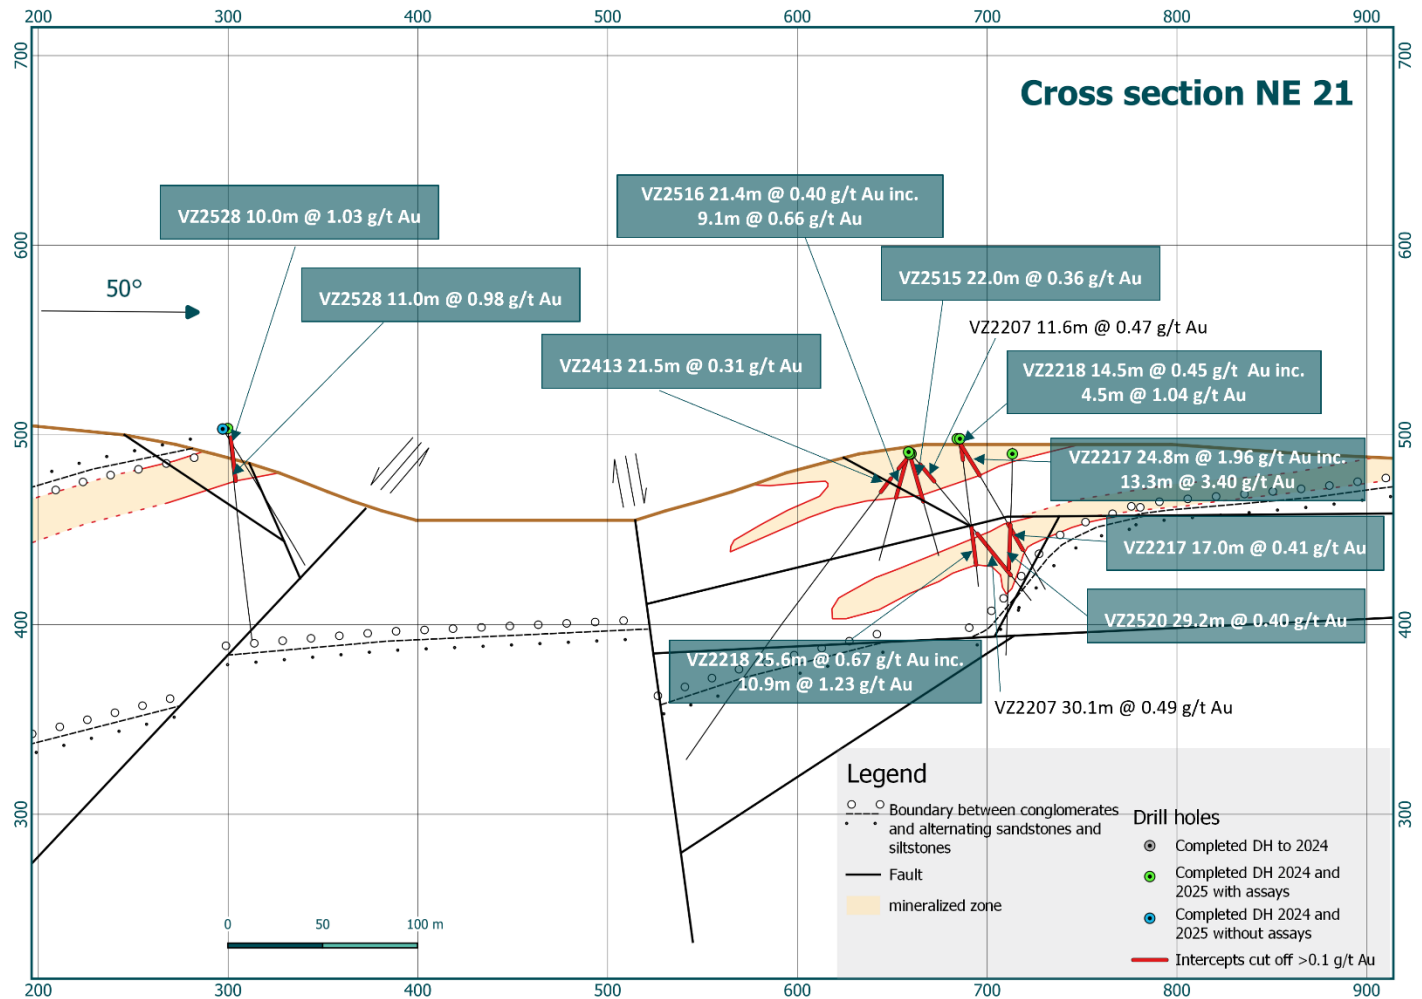 200 300 400 500 600 700 800 900
700 700
Cross section NE 21
VZ2516 21.4m @ 0.40 g/t Au inc.
9.1m @ 0.66 g/t Au
VZ2528 10.0m @ 1.03 g/t Au
600 600
VZ2515 22.0m @ 0.36 g/t Au
50°
VZ2528 11.0m @ 0.98 g/t Au
VZ2207 11.6m @ 0.47 g/t Au
VZ2413 21.5m @ 0.31 g/t Au
VZ2218 14.5m @ 0.45 g/t Au inc.
4.5m @ 1.04 g/t Au
500 500
VZ2217 24.8m @ 1.96 g/t Au inc.
13.3m @ 3.40 g/t Au
VZ2217 17.0m @ 0.41 g/t Au
400 400
VZ2520 29.2m @ 0.40 g/t Au
VZ2218 25.6m @ 0.67 g/t Au inc.
10.9m @ 1.23 g/t Au
VZ2207 30.1m @ 0.49 g/t Au
300 300
Legend
Boundary between conglomerates
and alternating sandstones and
siltstones
Fault
mineralized zone
Drill holes
Completed DH to 2024
Completed DH 2024 and
2025 with assays
Completed DH 2024 and
2025 without assays
Intercepts cut off >0.1 g/t Au
0 50 100 m
200 300 400 500 600 700 800 900